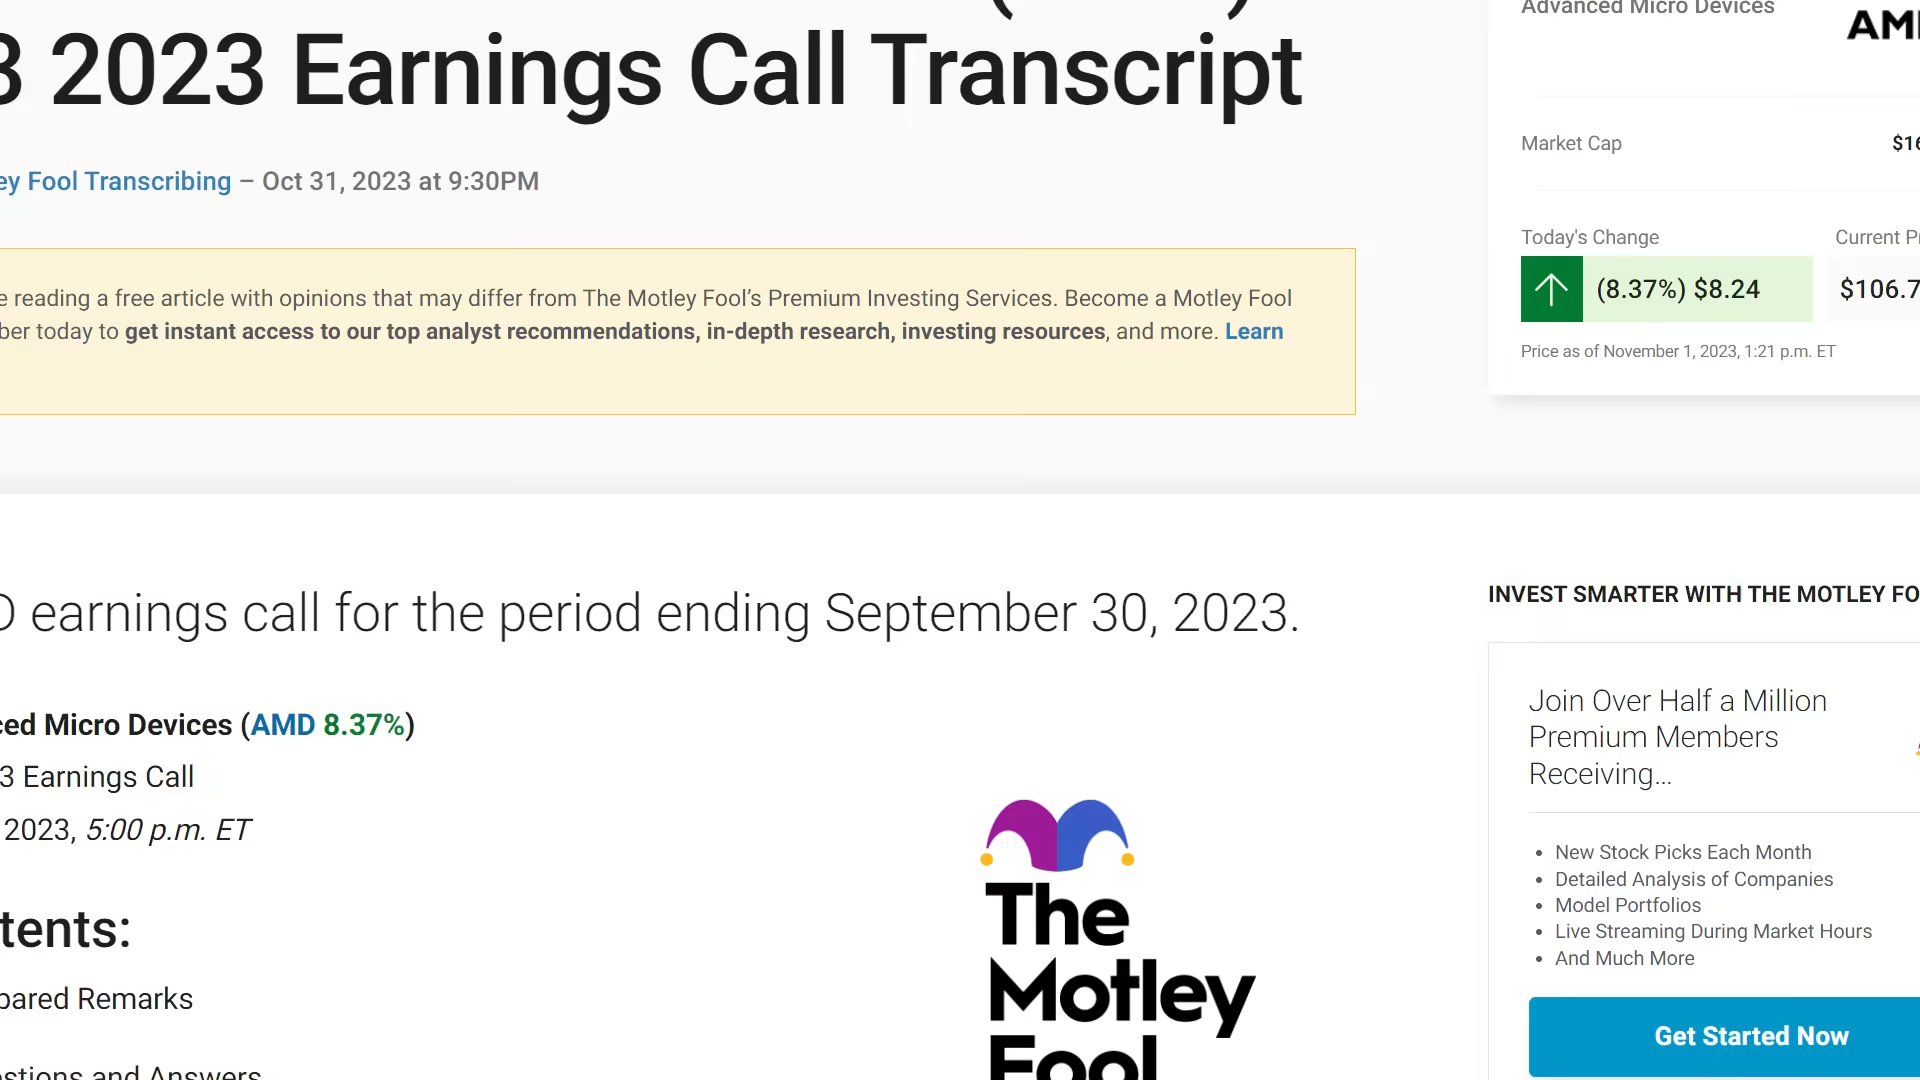 3 2023 Earnings Call Transcript
ey Fool Transcribing – Oct 31, 2023 at 9:30PM
e reading a free article with opinions that may differ from The Motley Fool’s Premium Investing Services. Become a Motley Fool
ber today to get instant access to our top analyst recommendations, in-depth research, investing resources, and more. Learn
earnings call for the period ending September 30, 2023.
ced Micro Devices (AMD 8.37%)
3 Earnings Call
2023, 5:00 p.m. ET
tents:
pared Remarks
estions and Answers
The
Motley
Fool
Advanced Micro Devices
AM
Market Cap
$16
Today's Change
Current Pr
(8.37%) $8.24
$106.7
Price as of November 1, 2023, 1:21 p.m. ET
INVEST SMARTER WITH THE MOTLEY FO
Join Over Half a Million
Premium Members
Receiving…
• New Stock Picks Each Month
• Detailed Analysis of Companies
• Model Portfolios
• Live Streaming During Market Hours
• And Much More
Get Started Now